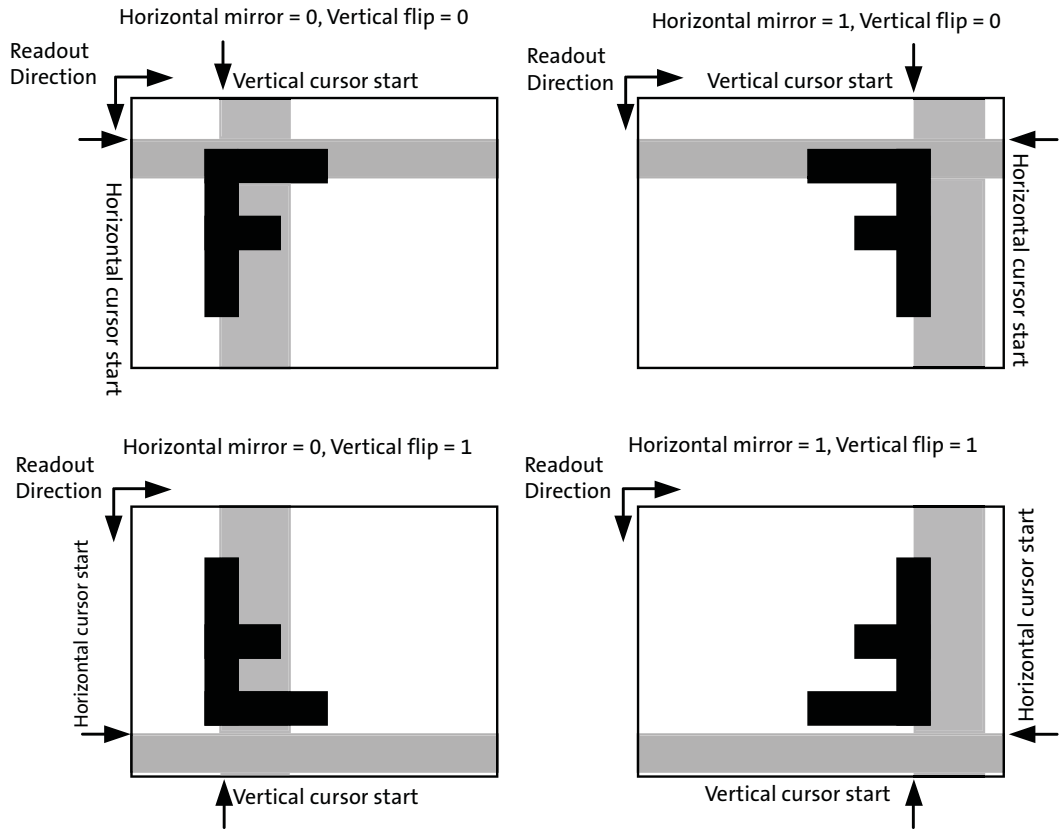 Horizontal mirror = 0, Vertical flip = 0
Readout
Direction
Vertical cursor start
Horizontal cursor start
Horizontal mirror = 1, Vertical flip = 0
Readout
Direction
Vertical cursor start
Horizontal cursor start
Horizontal mirror = 0, Vertical flip = 1
Readout
Direction
Horizontal cursor start
Vertical cursor start
Horizontal mirror = 1, Vertical flip = 1
Readout
Direction
Horizontal cursor start
Vertical cursor start